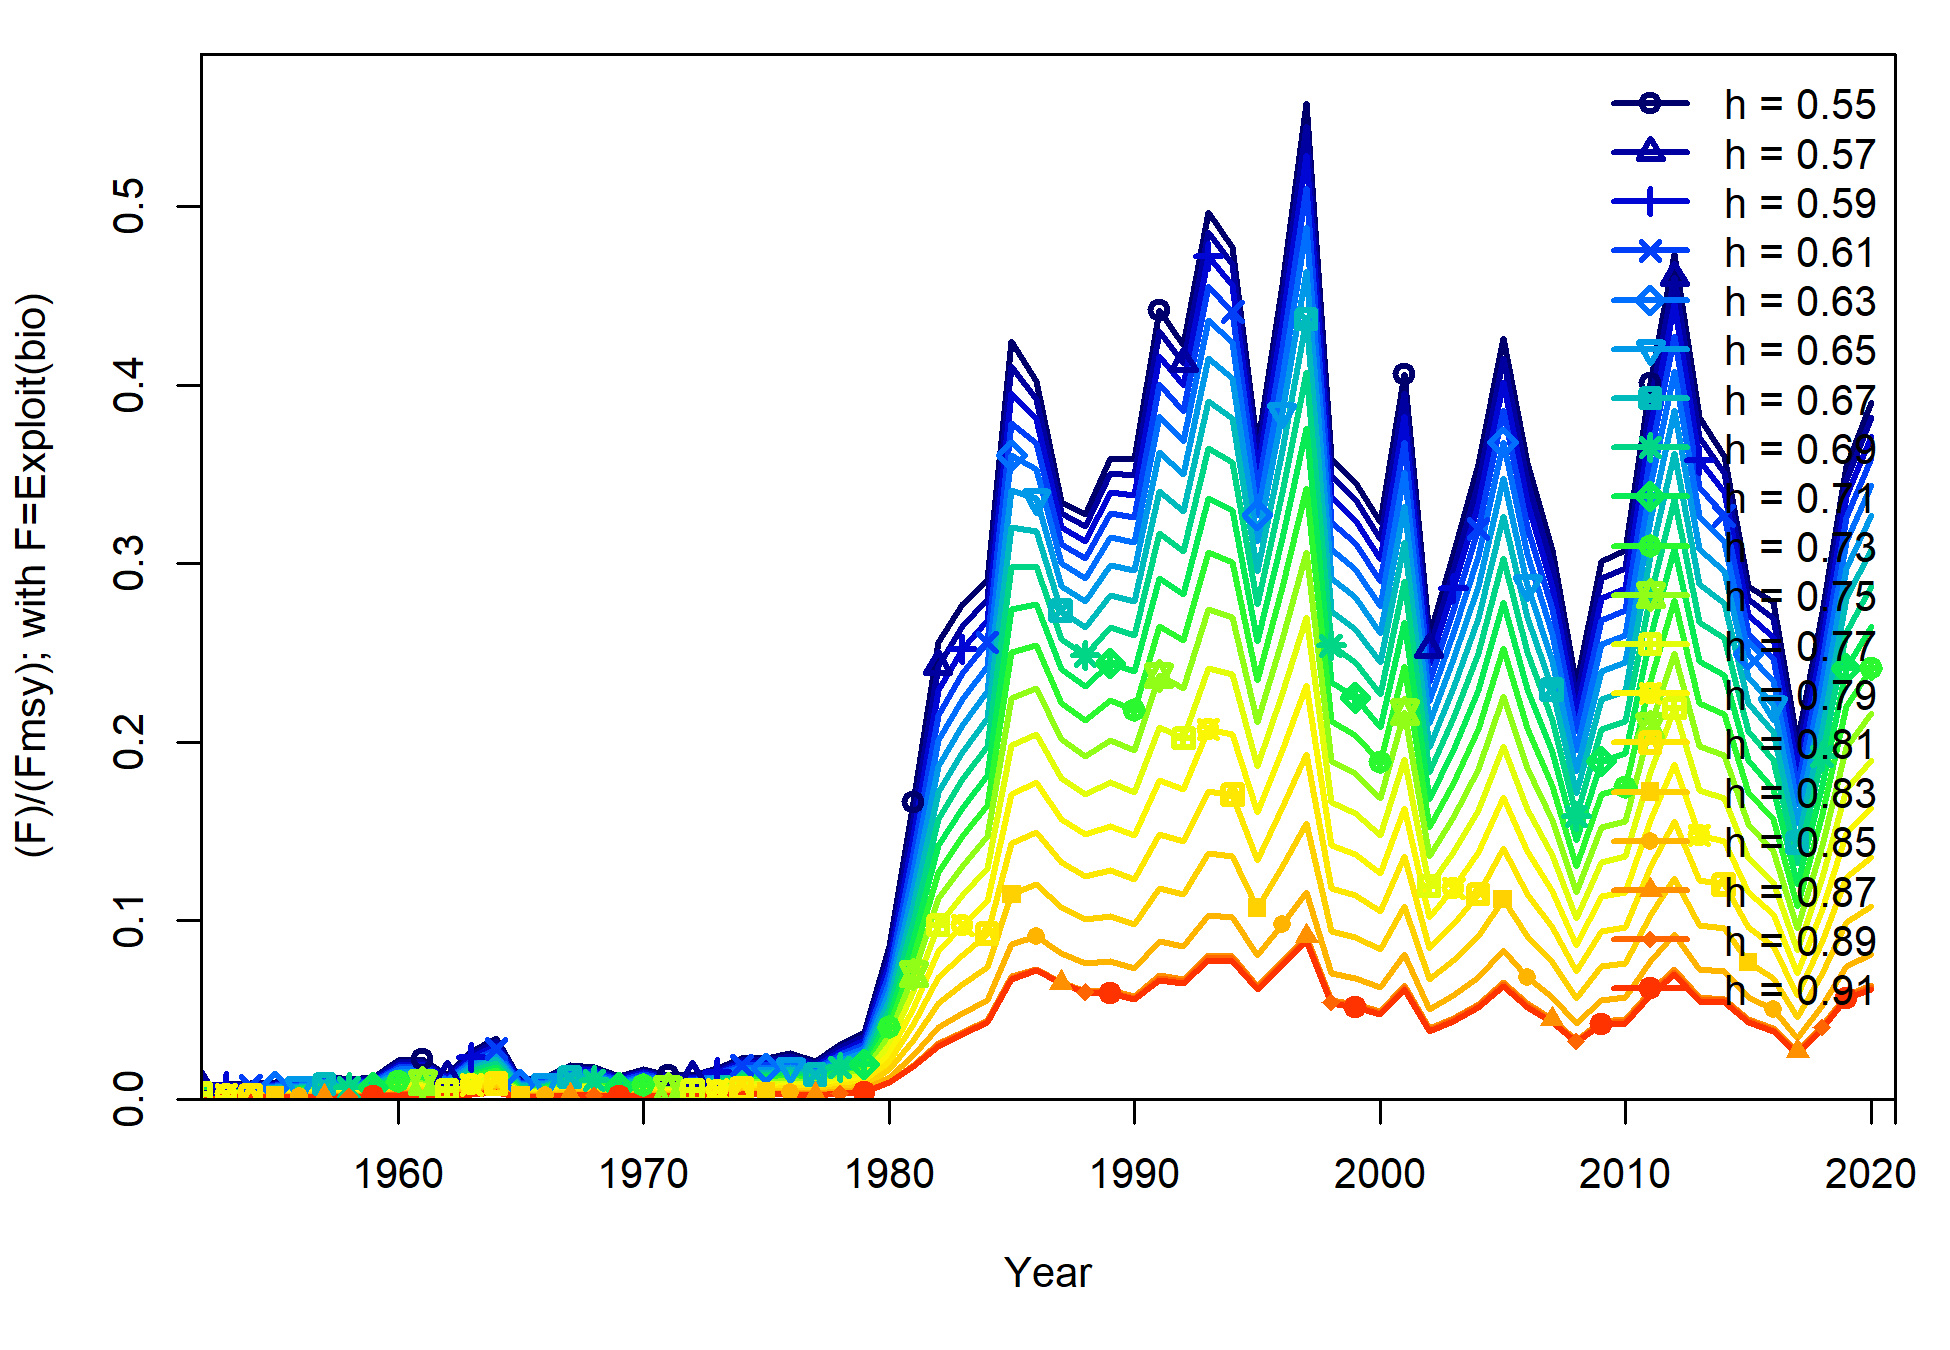 h = 0.55
h = 0.57
h = 0.59
h = 0.61
h = 0.63
h = 0.65
h = 0.67
h = 0.69
h = 0.71
h = 0.73
h = 0.75
h = 0.77
h = 0.79
h = 0.81
h = 0.83
h = 0.85
h = 0.87
h = 0.89
h = 0.91
(F)/(Fmsy); with F=Exploit(bio)
0.5
0.4
0.3
0.2
0.1
0.0
1960 1970 1980 1990 2000 2010 2020
Year